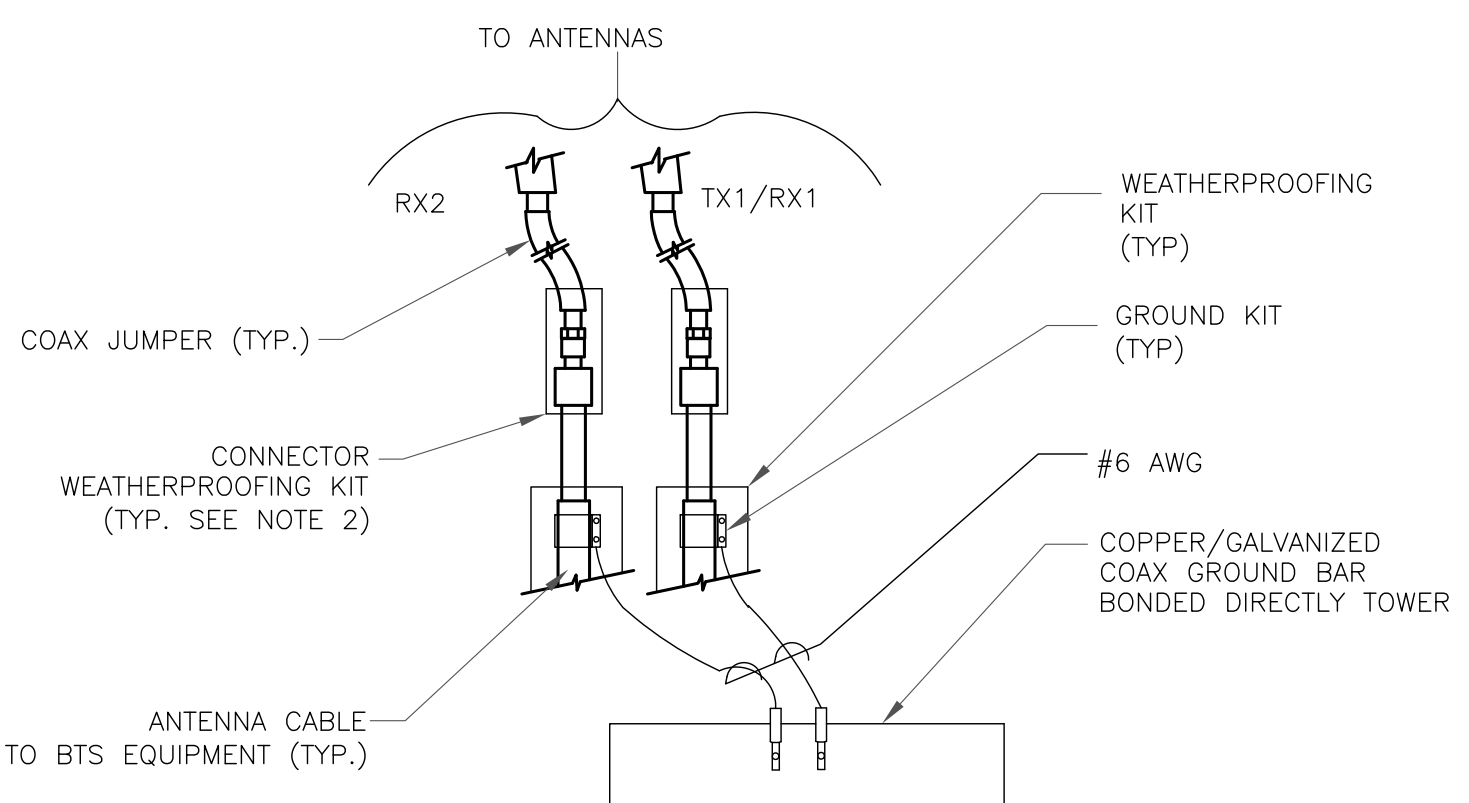 TO ANTENNAS
RX2
TX1/RX1
WEATHERPROOFING
KIT
(TYP)
COAX JUMPER (TYP.)
GROUND KIT
(TYP)
CONNECTOR
WEATHERPROOFING KIT
(TYP. SEE NOTE 2)
#6 AWG
COPPER/GALVANIZED
COAX GROUND BAR
BONDED DIRECTLY TOWER
ANTENNA CABLE
TO BTS EQUIPMENT (TYP.)